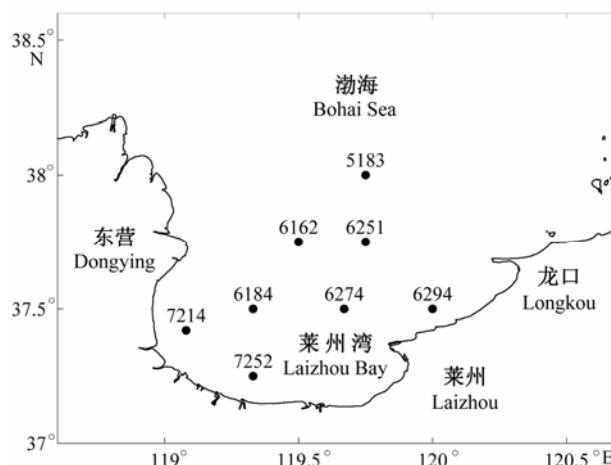 38.5°
N
渤海
Bohai Sea
5183
38°
东营
Dongying
6162
6251
龙口
Longkou
37.5°
7214
6184
6274
6294
莱州湾
Laizhou Bay
7252
莱州
Laizhou
37°
119°
119.5°
120°
120.5°E